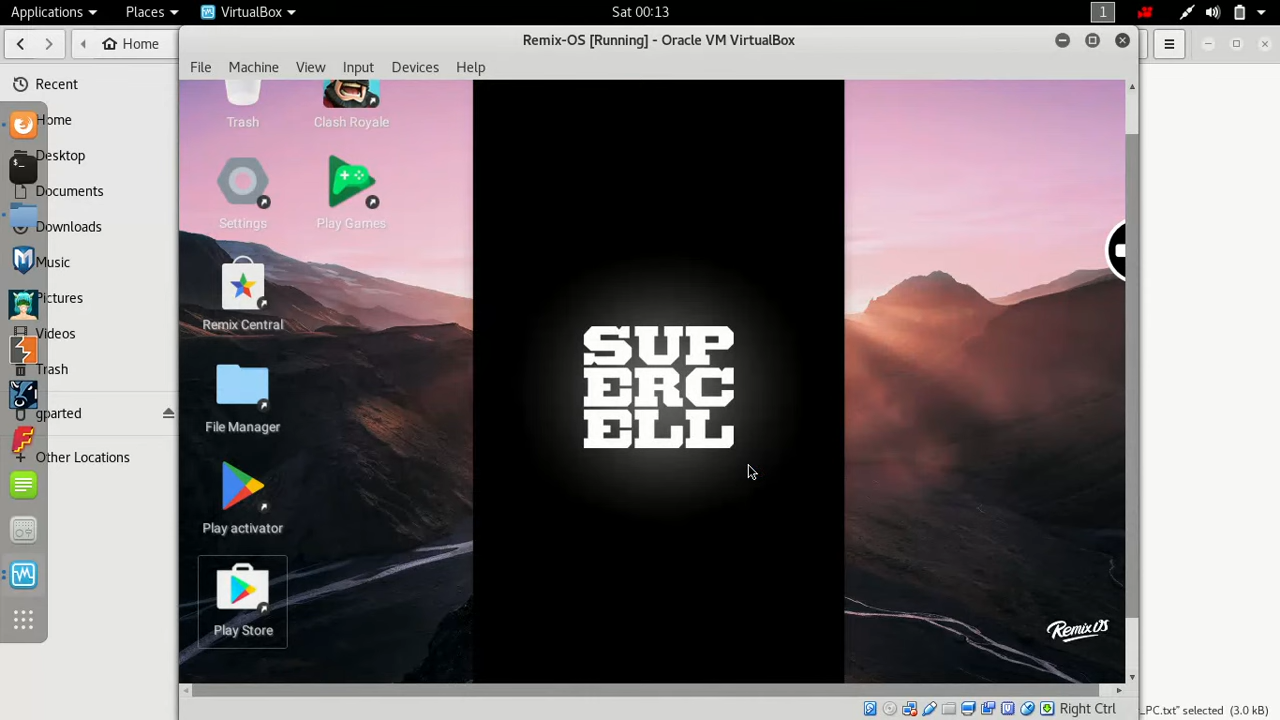 Applications Places VirtualBox Sat 00:13 1
Home
Remix-OS [Running] - Oracle VM VirtualBox
File Machine View Input Devices Help
Recent
Home
Desktop
Documents
Downloads
Music
Pictures
Videos
Trash
gparted
Other Locations
Trash
Clash Royale
Settings
Play Games
Remix Central
File Manager
Play activator
Play Store
SUP
ERC
ELL
Remix OS
Right Ctrl
_PC.txt" selected (3.0 kB)